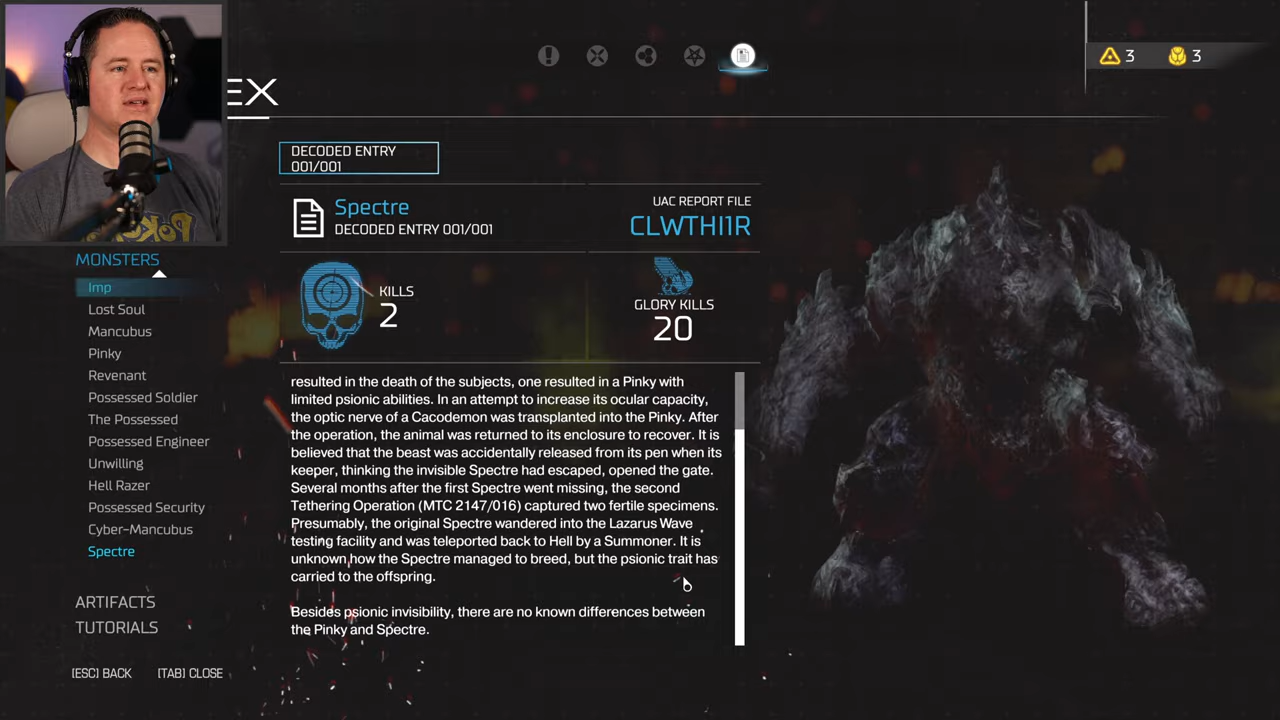 3 3
EX
DECODED ENTRY
001/001
Spectre
DECODED ENTRY 001/001
UAC REPORT FILE
CLWTHI1R
KILLS
2
GLORY KILLS
20
MONSTERS
Imp
Lost Soul
Mancubus
Pinky
Revenant
Possessed Soldier
The Possessed
Possessed Engineer
Unwilling
Hell Razer
Possessed Security
Cyber-Mancubus
Spectre
ARTIFACTS
TUTORIALS
resulted in the death of the subjects, one resulted in a Pinky with
limited psionic abilities. In an attempt to increase its ocular capacity,
the optic nerve of a Cacodemon was transplanted into the Pinky. After
the operation, the animal was returned to its enclosure to recover. It is
believed that the beast was accidentally released from its pen when its
keeper, thinking the invisible Spectre had escaped, opened the gate.
Several months after the first Spectre went missing, the second
Tethering Operation (MTC 2147/016) captured two fertile specimens.
Presumably, the original Spectre wandered into the Lazarus Wave
testing facility and was teleported back to Hell by a Summoner. It is
unknown how the Spectre managed to breed, but the psionic trait has
carried to the offspring.
Besides psionic invisibility, there are no known differences between
the Pinky and Spectre.
[ESC] BACK [TAB] CLOSE